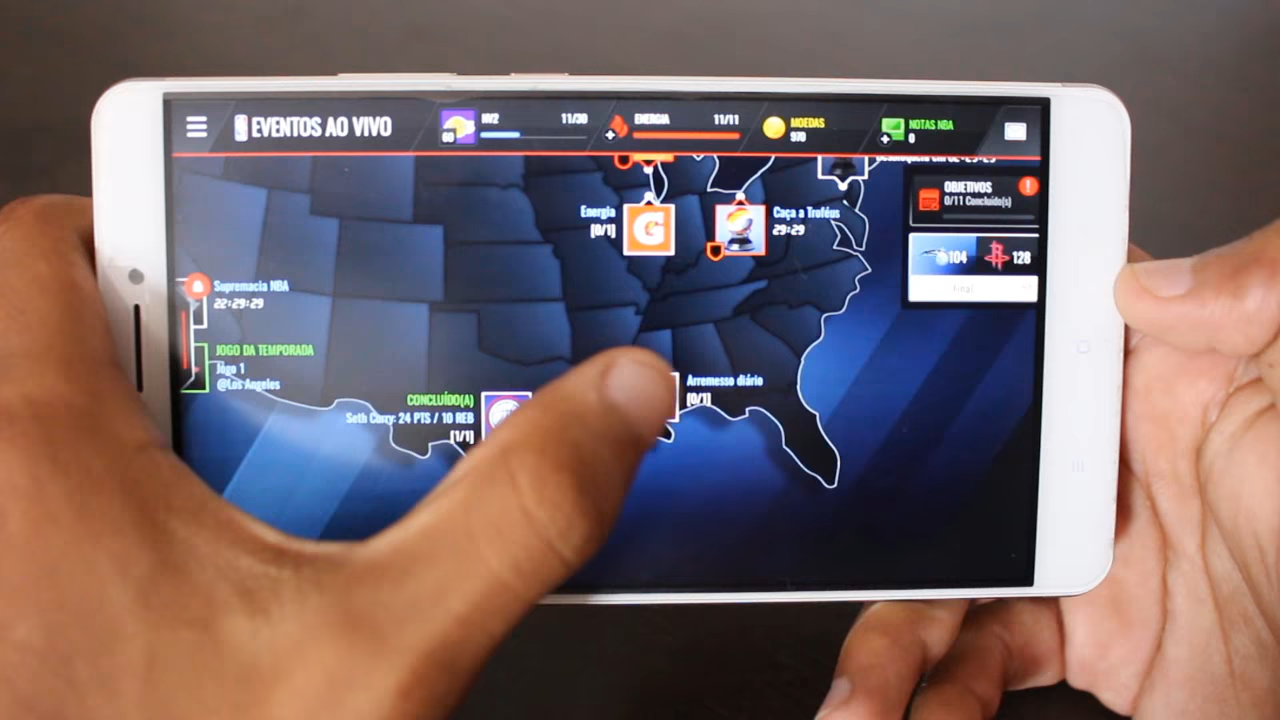 EVENTOS AO VIVO
60
NV2
11/30
ENERGIA
11/11
MOEDAS
970
NOTAS NBA
0
OBJETIVOS
0/11 Concluído(s)
104
128
Final
Energia
[0/1]
G
Caça a Troféus
29:29
Supremacia NBA
22:29:29
JOGO DA TEMPORADA
Jogo 1
@Los Angeles
CONCLUÍDO(A)
Seth Curry: 24 PTS / 10 REB
[1/1]
Arremesso diário
[0/1]